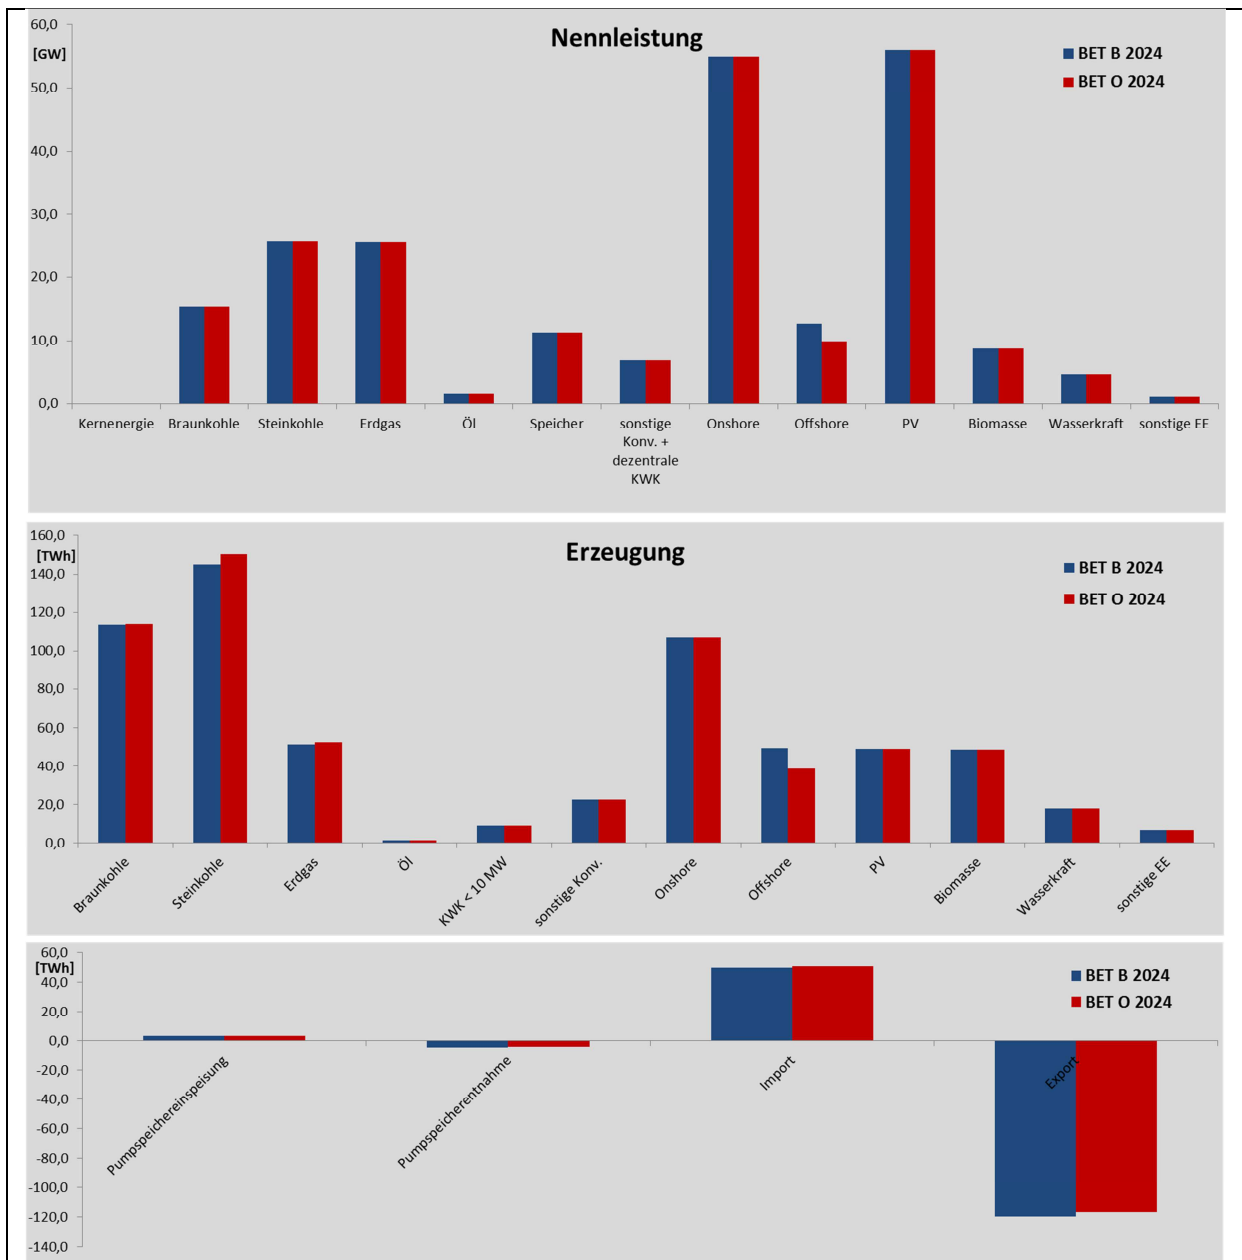 60,0
[GW]
50,0
40,0
30,0
20,0
10,0
0,0
Nennleistung
BET B 2024
BET O 2024
Kernenergie Braunkohle Steinkohle Erdgas Öl Speicher sonstige Onshore Offshore PV Biomasse Wasserkraft sonstige EE
Konv. +
dezentrale
KWK
160,0
[TWh]
140,0
120,0
100,0
80,0
60,0
40,0
20,0
0,0
Erzeugung
BET B 2024
BET O 2024
Braunkohle
Steinkohle
Erdgas
Öl
KWK < 10 MW
sonstige Konv.
Onshore
Offshore
PV
Biomasse
Wasserkraft
sonstige EE
60,0
[TWh]
40,0
20,0
0,0
-20,0
-40,0
-60,0
-80,0
-100,0
-120,0
-140,0
BET B 2024
BET O 2024
Pumpspeichereinspeisung
Pumpspeicherentnahme
Import
Export